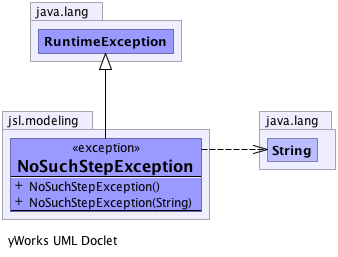 java.lang
RuntimeException
jsl.modeling
«exception»
NoSuchStepException
+ NoSuchStepException()
+ NoSuchStepException(String)
java.lang
String
yWorks UML Doclet